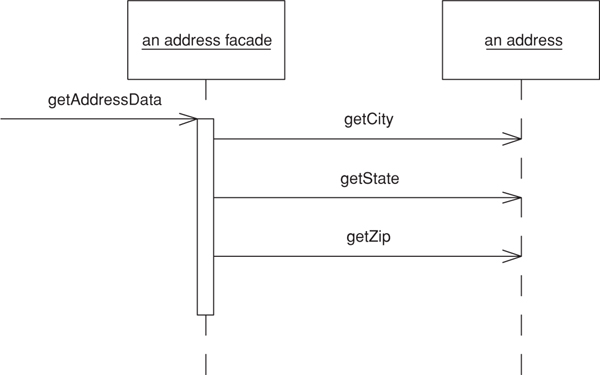 an address facade
an address
getAddressData
getCity
getState
getZip